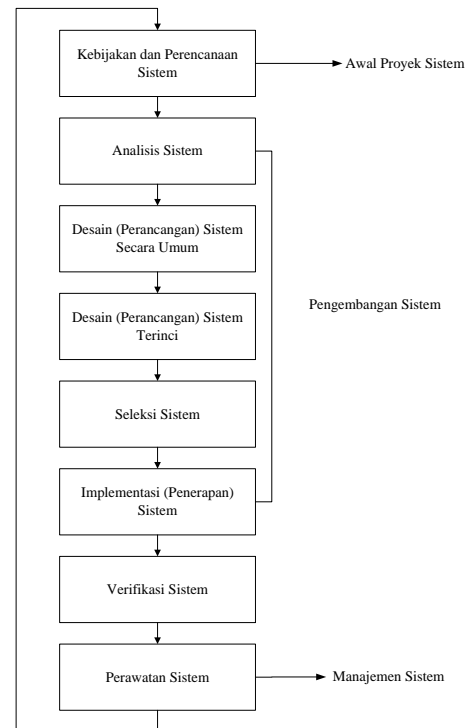 Kebijakan dan Perencanaan
Sistem
Awal Proyek Sistem
Analisis Sistem
Desain (Perancangan) Sistem
Secara Umum
Pengembangan Sistem
Desain (Perancangan) Sistem
Terinci
Seleksi Sistem
Implementasi (Penerapan)
Sistem
Verifikasi Sistem
Perawatan Sistem
Manajemen Sistem